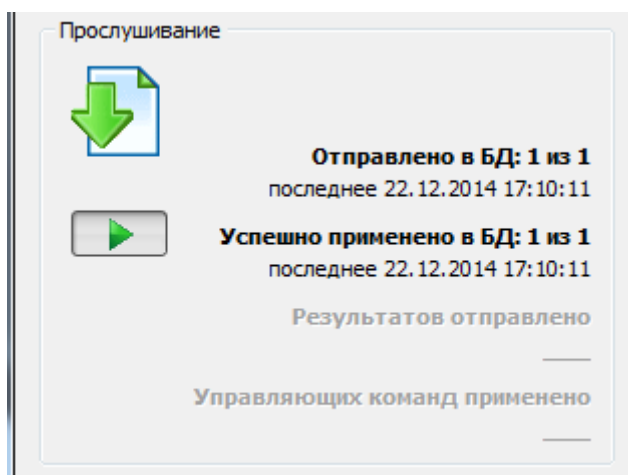 Прослушивание
Отправлено в БД: 1 из 1
последнее 22.12.2014 17:10:11
Успешно применено в БД: 1 из 1
последнее 22.12.2014 17:10:11
Результатов отправлено
Управляющих команд применено